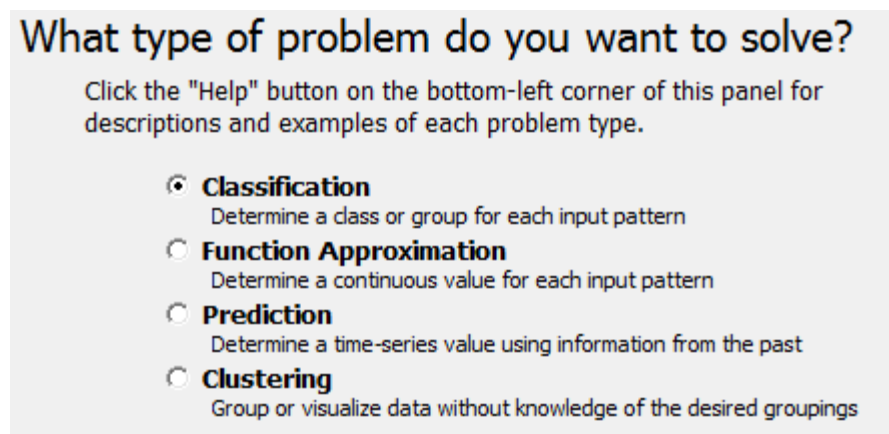 What type of problem do you want to solve?
Click the "Help" button on the bottom-left corner of this panel for
descriptions and examples of each problem type.
Classification
Determine a class or group for each input pattern
Function Approximation
Determine a continuous value for each input pattern
Prediction
Determine a time-series value using information from the past
Clustering
Group or visualize data without knowledge of the desired groupings